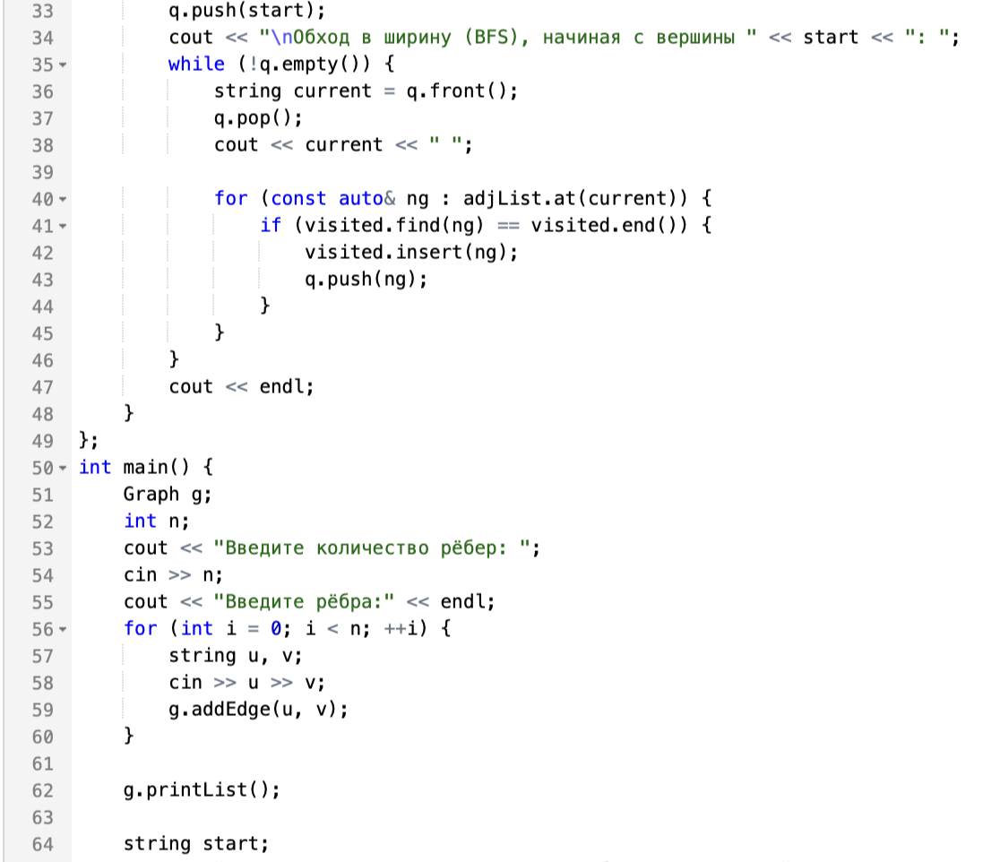 33 q.push(start);
34 cout << "\nОбход в ширину (BFS), начиная с вершины " << start << ": ";
35 while (!q.empty()) {
36 string current = q.front();
37 q.pop();
38 cout << current << " ";
39
40 for (const auto& ng : adjList.at(current)) {
41 if (visited.find(ng) == visited.end()) {
42 visited.insert(ng);
43 q.push(ng);
44 }
45 }
46 }
47 cout << endl;
48 }
49 };
50 int main() {
51 Graph g;
52 int n;
53 cout << "Введите количество рёбер: ";
54 cin >> n;
55 cout << "Введите рёбра:" << endl;
56 for (int i = 0; i < n; ++i) {
57 string u, v;
58 cin >> u >> v;
59 g.addEdge(u, v);
60 }
61
62 g.printList();
63
64 string start;